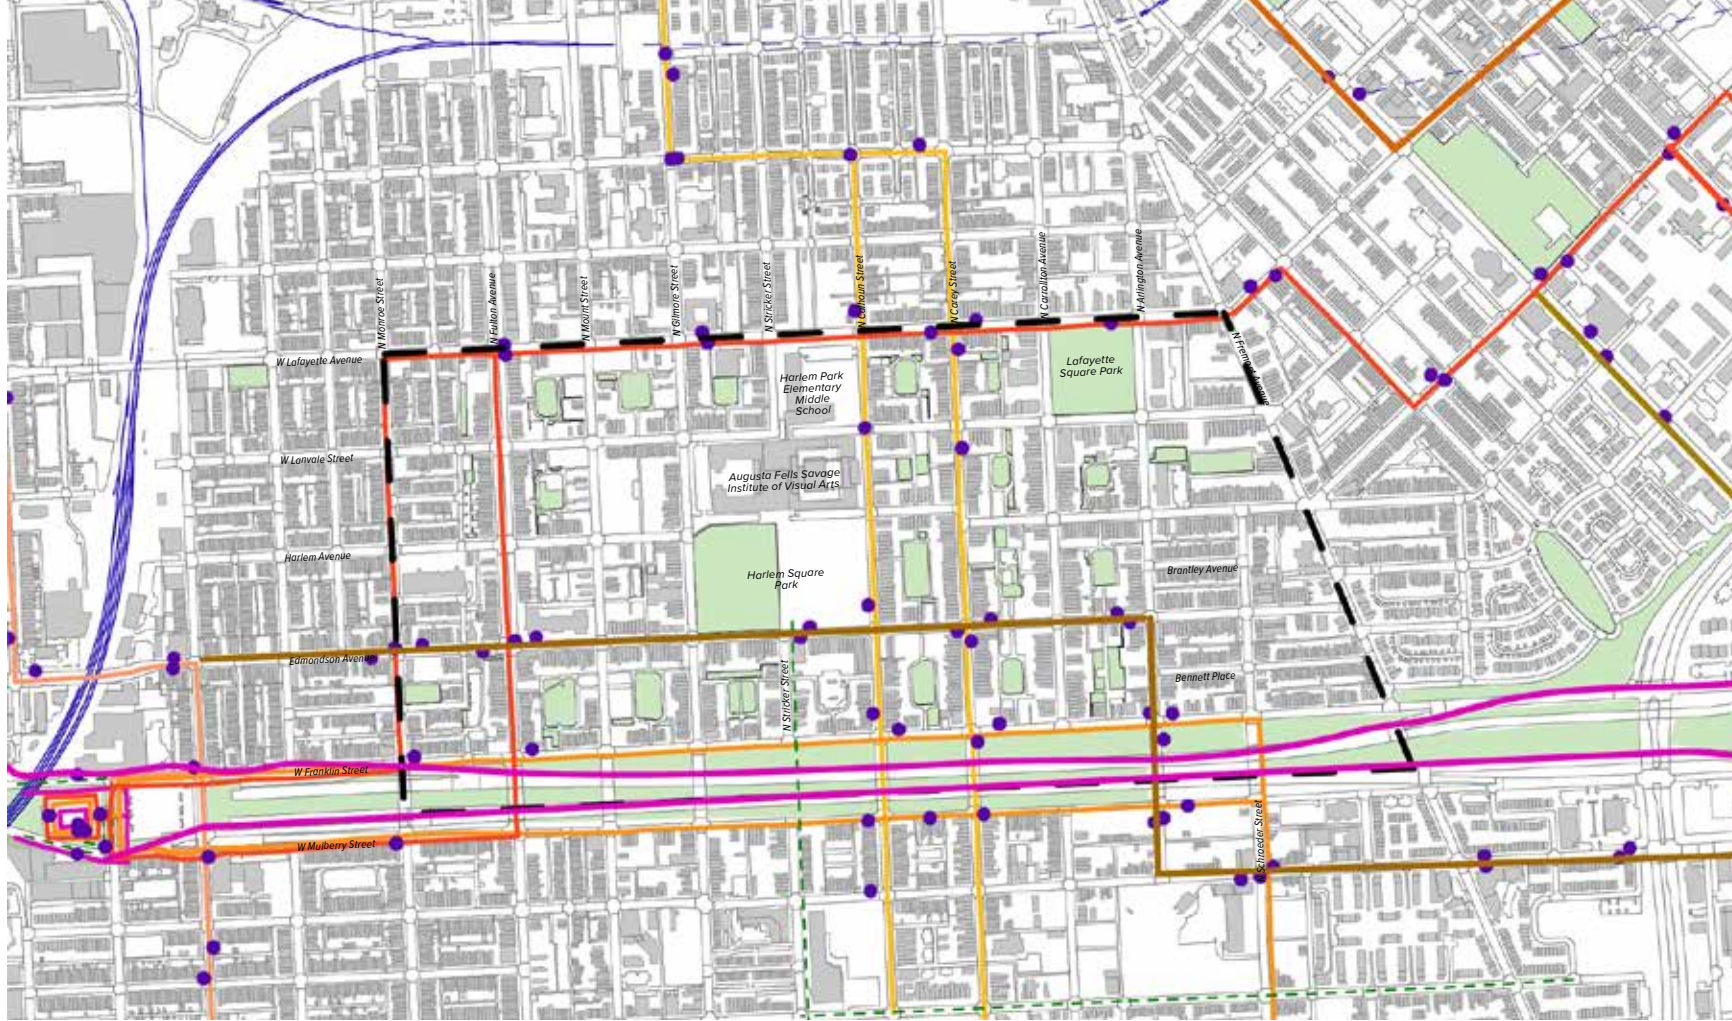 N Monroe Street
N Fulton Avenue
N Mount Street
N Gilmore Street
N Stricker Street
N Calhoun Street
N Carey Street
N Carrollton Avenue
N Arlington Avenue
N Fremont Avenue
W Lafayette Avenue
Harlem Park
Elementary
Middle
School
Lafayette
Square Park
W Lanvale Street
Augusta Fells Savage
Institute of Visual Arts
Harlem Avenue
Harlem Square
Park
Brantley Avenue
Edmondson Avenue
N Stricker Street
Bennett Place
W Franklin Street
W Mulberry Street
N Schroeder Street